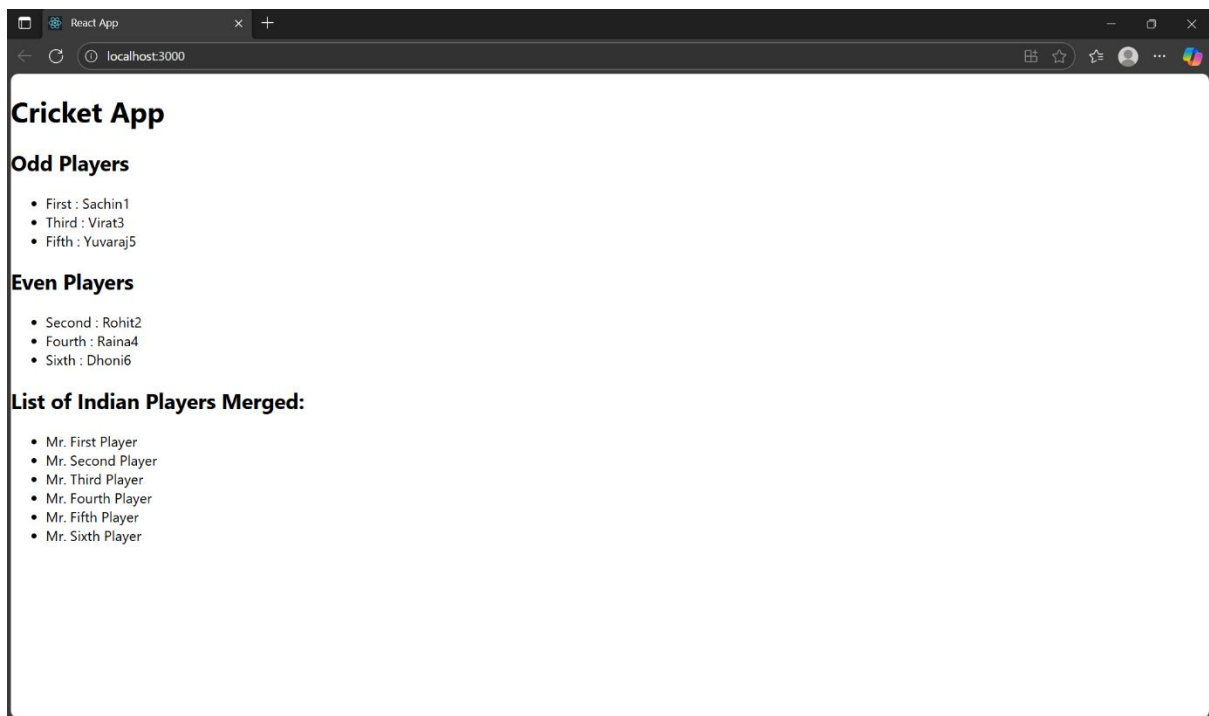 React App
localhost:3000
Cricket App
Odd Players
First : Sachin1
Third : Virat3
Fifth : Yuvaraj5
Even Players
Second : Rohit2
Fourth : Raina4
Sixth : Dhoni6
List of Indian Players Merged:
Mr. First Player
Mr. Second Player
Mr. Third Player
Mr. Fourth Player
Mr. Fifth Player
Mr. Sixth Player